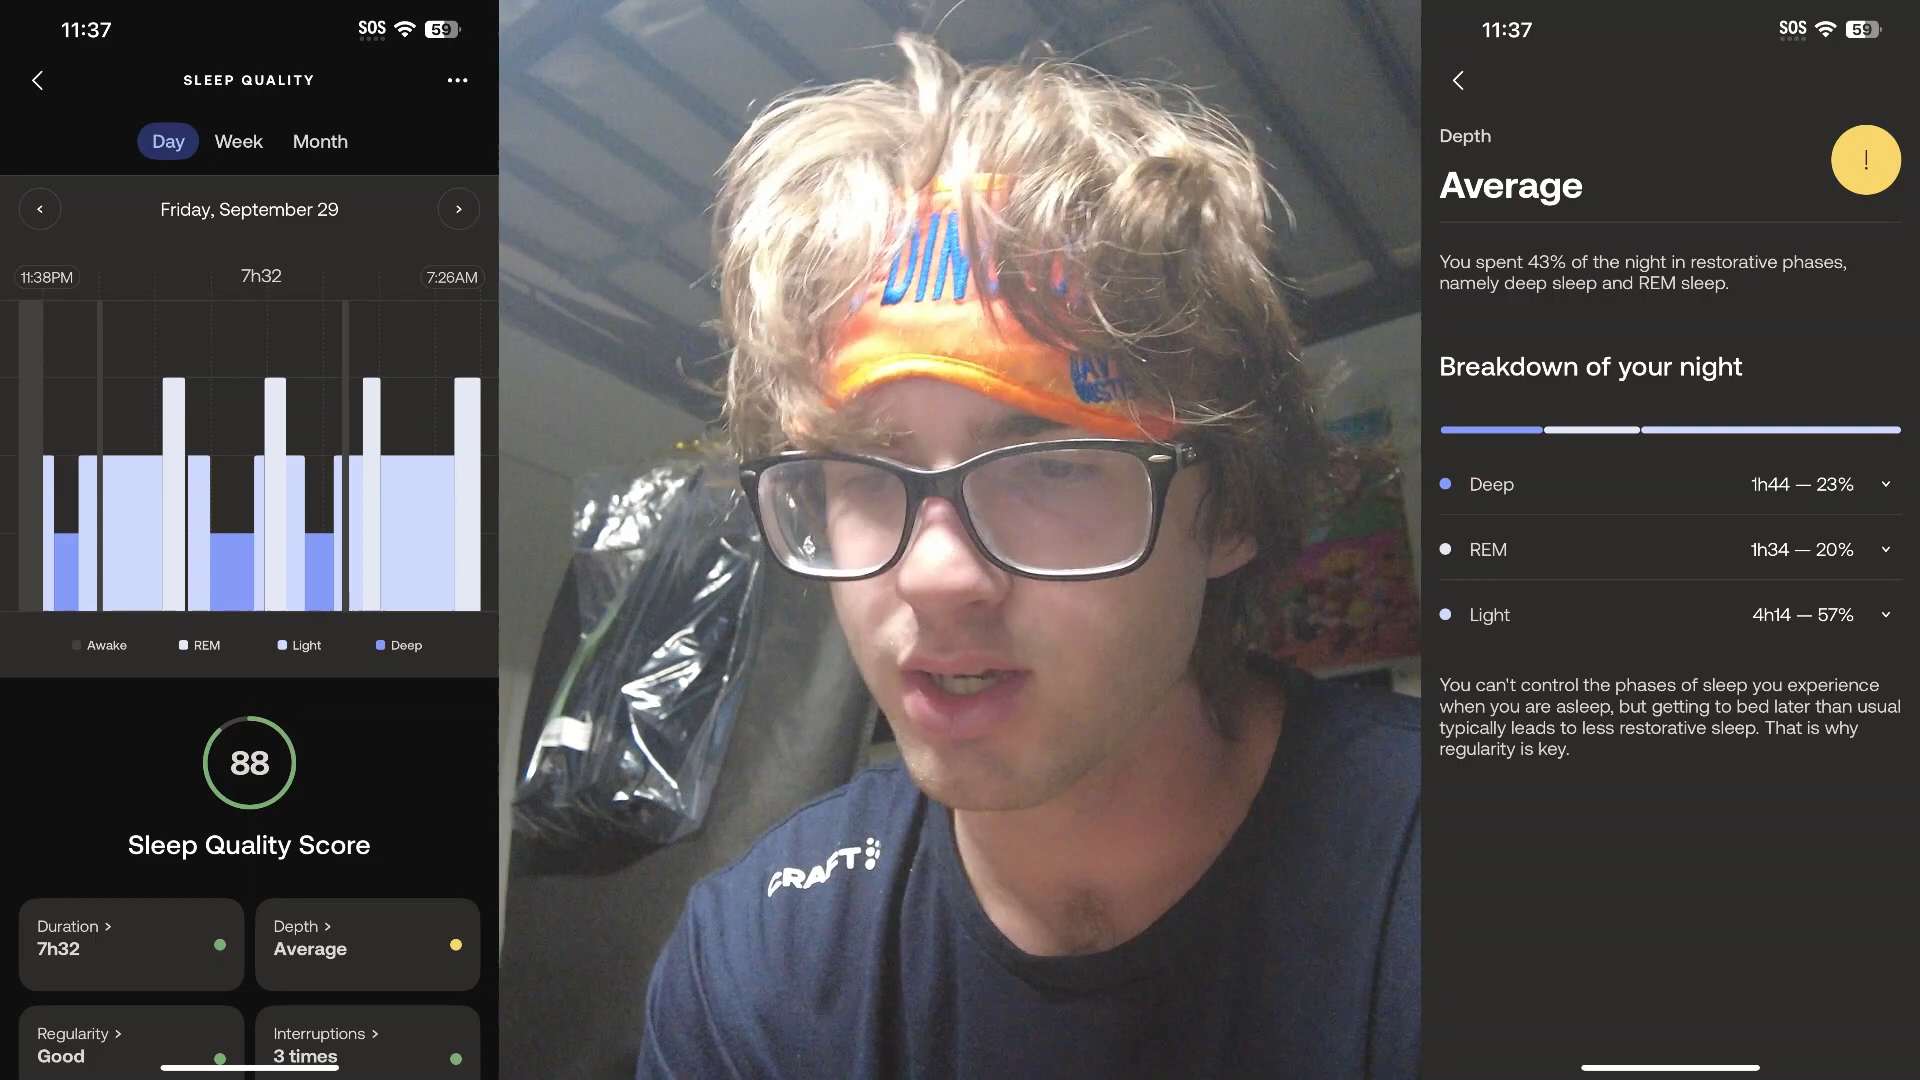 11:37
SOS
59
SLEEP QUALITY
Day Week Month
Friday, September 29
11:38PM 7h32 7:26AM
Awake REM Light Deep
88
Sleep Quality Score
Duration >
7h32
Depth >
Average
Regularity >
Good
Interruptions >
3 times
CRAFT
11:37
SOS
59
Depth
Average
!
You spent 43% of the night in restorative phases,
namely deep sleep and REM sleep.
Breakdown of your night
Deep 1h44 — 23%
REM 1h34 — 20%
Light 4h14 — 57%
You can't control the phases of sleep you experience
when you are asleep, but getting to bed later than usual
typically leads to less restorative sleep. That is why
regularity is key.